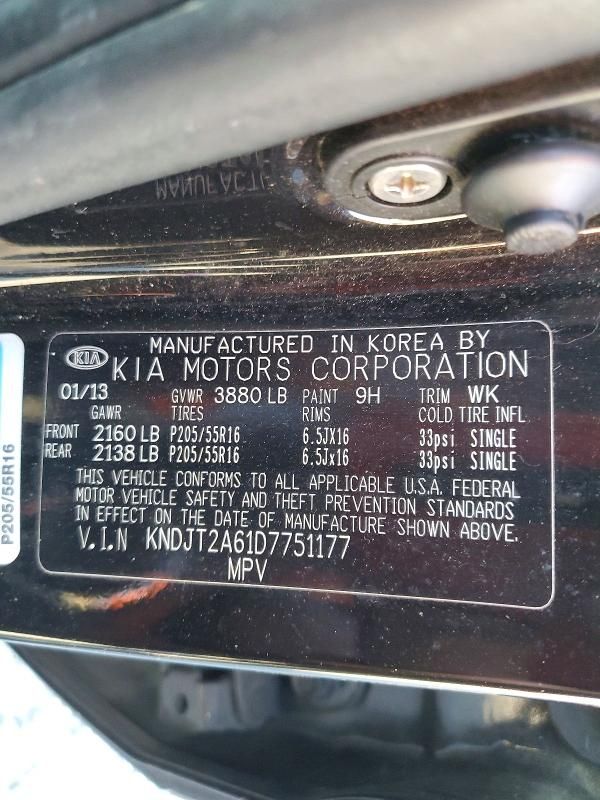 MANUFACT
KIA
MANUFACTURED IN KOREA BY
KIA MOTORS CORPORATION
01/13 GVWR 3880 LB PAINT 9H TRIM WK
GAWR TIRES RIMS COLD TIRE INFL
FRONT 2160 LB P205/55R16 6.5JX16 33psi SINGLE
REAR 2138 LB P205/55R16 6.5Jx16 33psi SINGLE
THIS VEHICLE CONFORMS TO ALL APPLICABLE U.S.A. FEDERAL
MOTOR VEHICLE SAFETY AND THEFT PREVENTION STANDARDS
IN EFFECT ON THE DATE OF MANUFACTURE SHOWN ABOVE.
V.I.N KNDJT2A61D7751177
MPV
P205/55R16